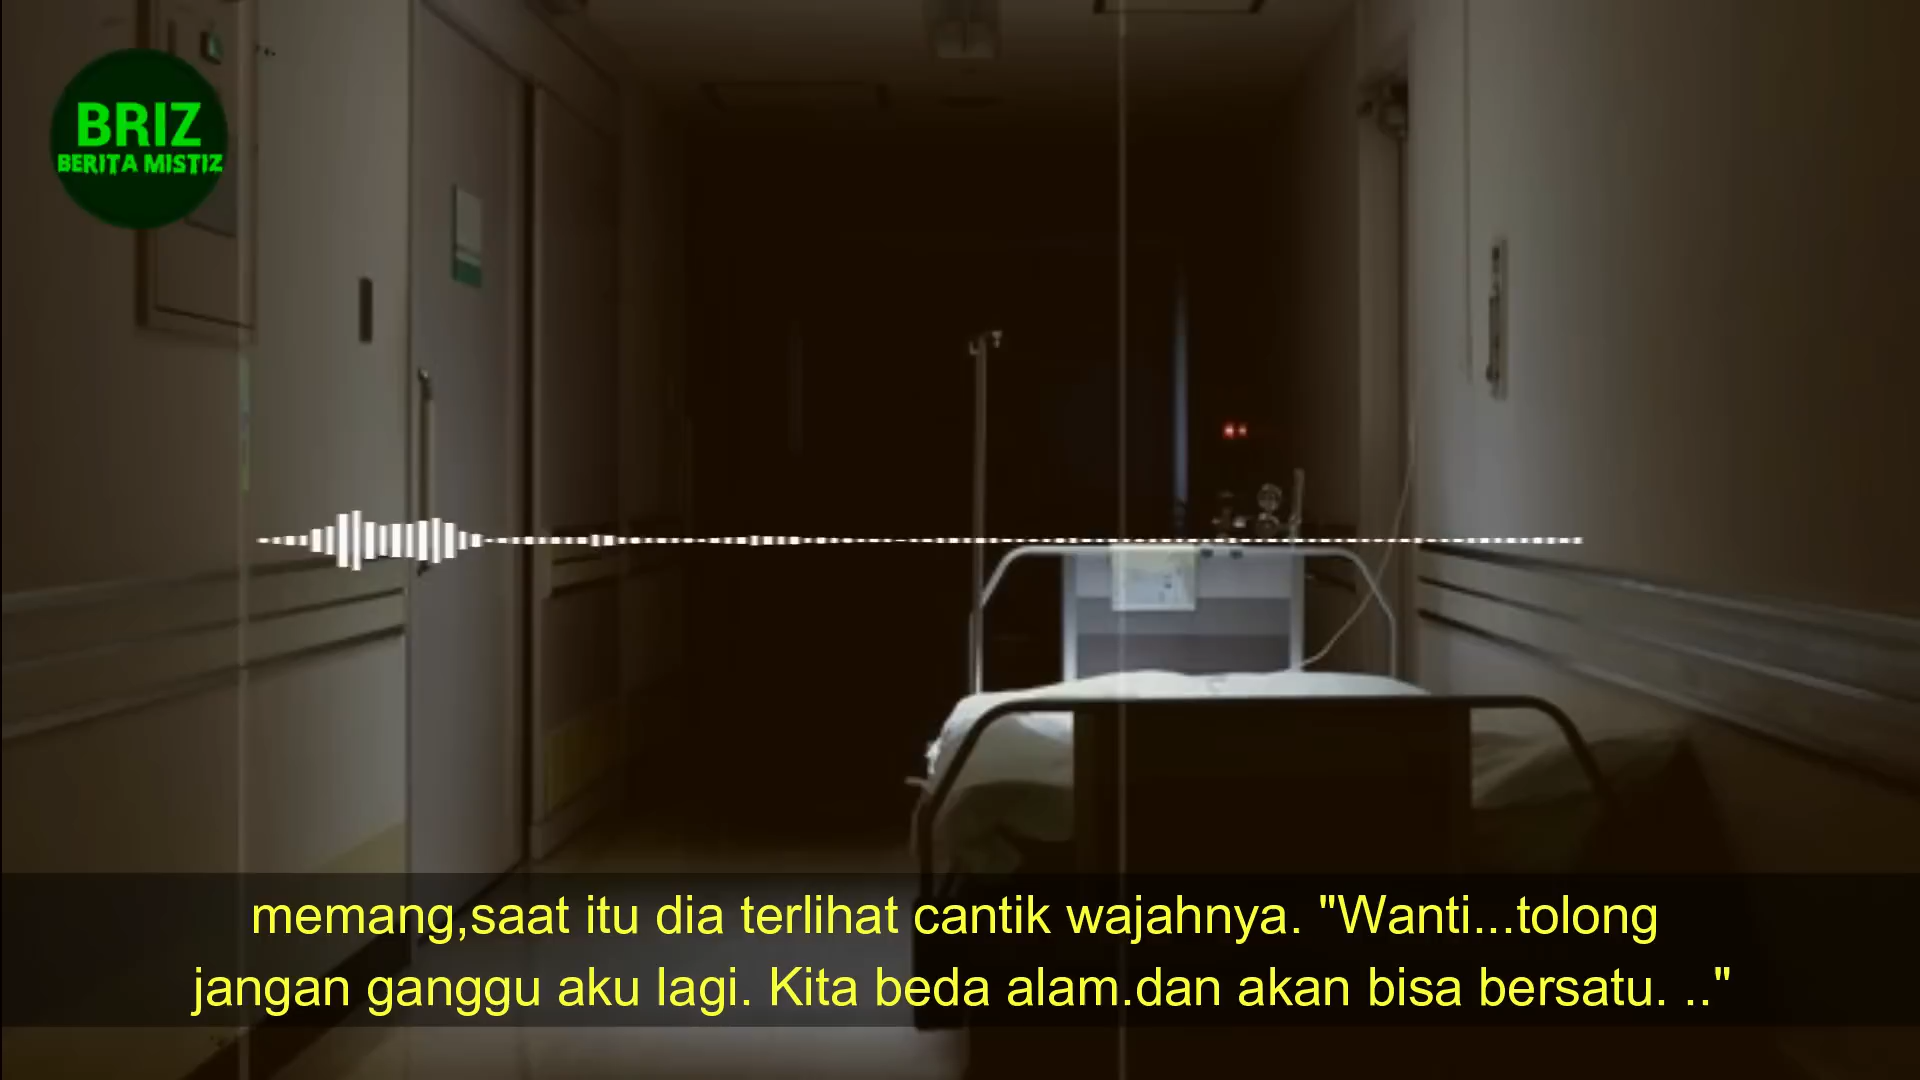 BRIZ
BERITA MISTIZ
memang,saat itu dia terlihat cantik wajahnya. "Wanti...tolong
jangan ganggu aku lagi. Kita beda alam.dan akan bisa bersatu. .."